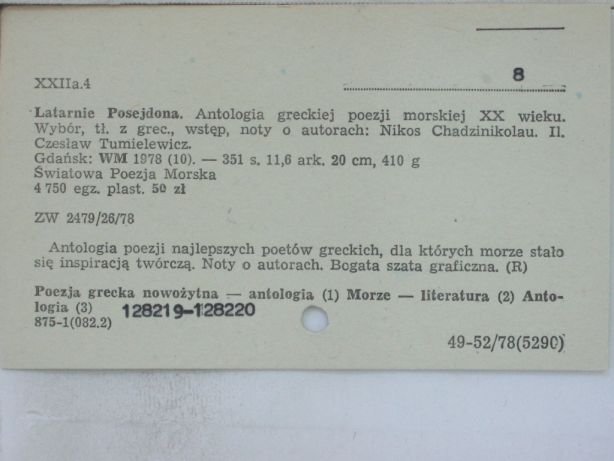 8
XXIIa.4
Latarnie Posejdona. Antologia greckiej poezji morskiej XX wieku.
Wybór, tł. z grec., wstęp, noty o autorach: Nikos Chadzinikolau. Il.
Czesław Tumielewicz.
Gdańsk: WM 1978 (10). — 351 s. 11,6 ark. 20 cm, 410 g
Światowa Poezja Morska
4 750 egz. plast. 50 zł
ZW 2479/26/78
Antologia poezji najlepszych poetów greckich, dla których morze stało
się inspiracją twórczą. Noty o autorach. Bogata szata graficzna. (R)
Poezja grecka nowożytna — antologia (1) Morze — literatura (2) Anto-
logia (3) 128219-128220
875-1(082.2)
49-52/78(5290)